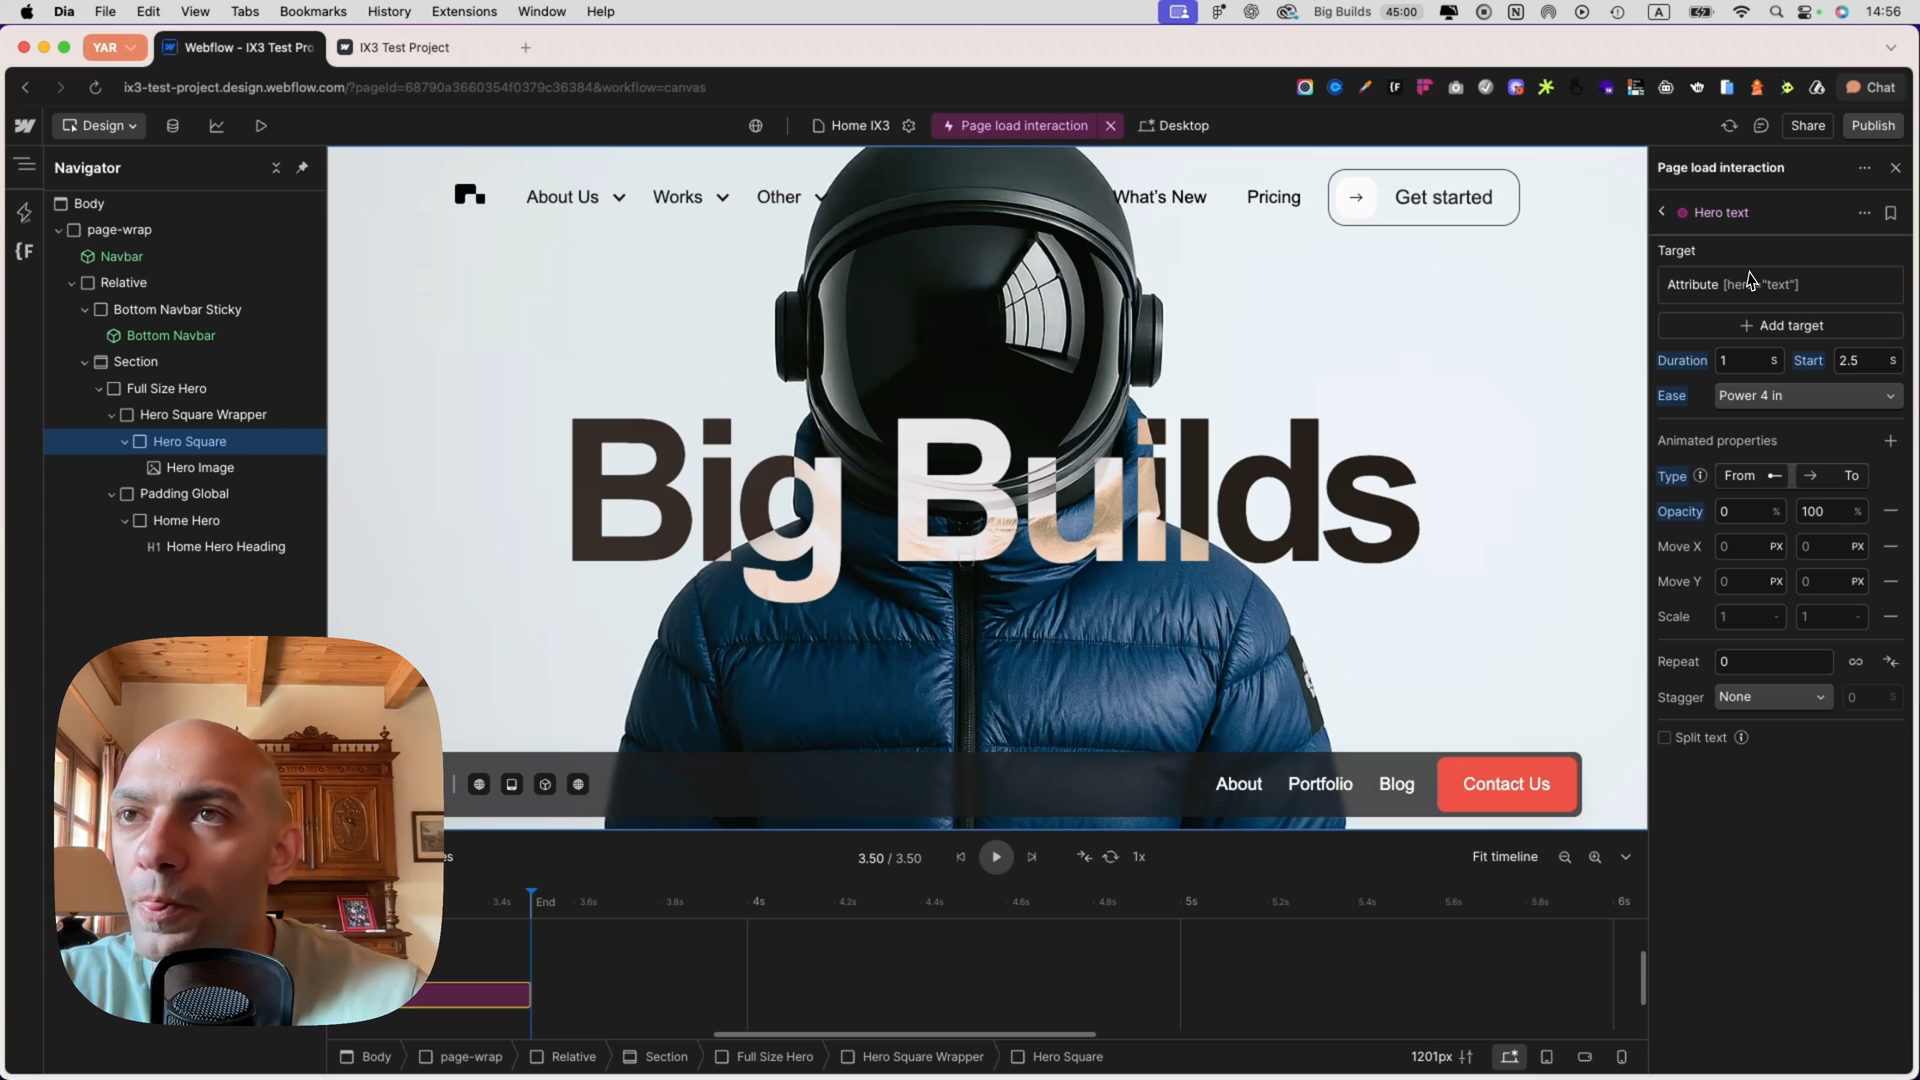 Dia File Edit View Tabs Bookmarks History Extensions Window Help
Big Builds 45:00 A 14:56
YAR Webflow - IX3 Test Pro IX3 Test Project
ix3-test-project.design.webflow.com/?pageId=68790a3660354f0379c36384&workflow=canvas
Chat
Design Home IX3 Page load interaction Desktop Share Publish
Navigator
Body
page-wrap
Navbar
Relative
Bottom Navbar Sticky
Bottom Navbar
Section
Full Size Hero
Hero Square Wrapper
Hero Square
Hero Image
Padding Global
Home Hero
H1 Home Hero Heading
About Us Works Other What's New Pricing Get started
Big Builds
About Portfolio Blog Contact Us
Page load interaction
Hero text
Target
Attribute "text"]
Add target
Duration 1 S Start 2.5 S
Ease Power 4 in
Animated properties
Type From To
Opacity 0 % 100 %
Move X 0 PX 0 PX
Move Y 0 PX 0 PX
Scale 1 - 1 -
Repeat 0
Stagger None 0 S
Split text
3.50 / 3.50 1x Fit timeline
3.4s End 3.6s 3.8s 4s 4.2s 4.4s 4.6s 4.8s 5s 5.2s 5.4s 5.6s 5.8s 6s
Body page-wrap Relative Section Full Size Hero Hero Square Wrapper Hero Square 1201px